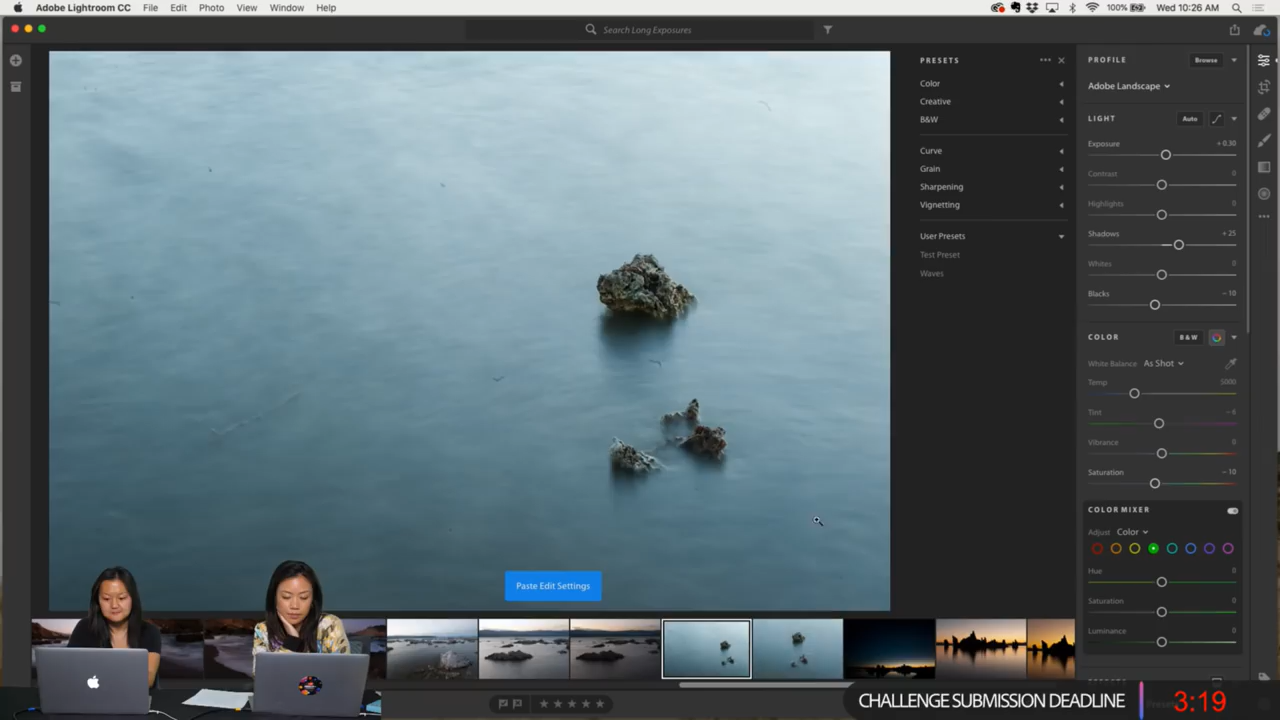 Adobe Lightroom CC File Edit Photo View Window Help 100% Wed 10:26 AM
Search Long Exposures
PRESETS
Color
Creative
B&W
Curve
Grain
Sharpening
Vignetting
User Presets
Test Preset
Waves
PROFILE Browse
Adobe Landscape
LIGHT Auto
Exposure + 0.30
Contrast 0
Highlights 0
Shadows + 25
Whites 0
Blacks – 10
COLOR B&W
White Balance As Shot
Temp 5000
Tint – 6
Vibrance 0
Saturation – 10
COLOR MIXER
Adjust Color
Hue 0
Saturation 0
Luminance 0
Paste Edit Settings
CHALLENGE SUBMISSION DEADLINE 3:19